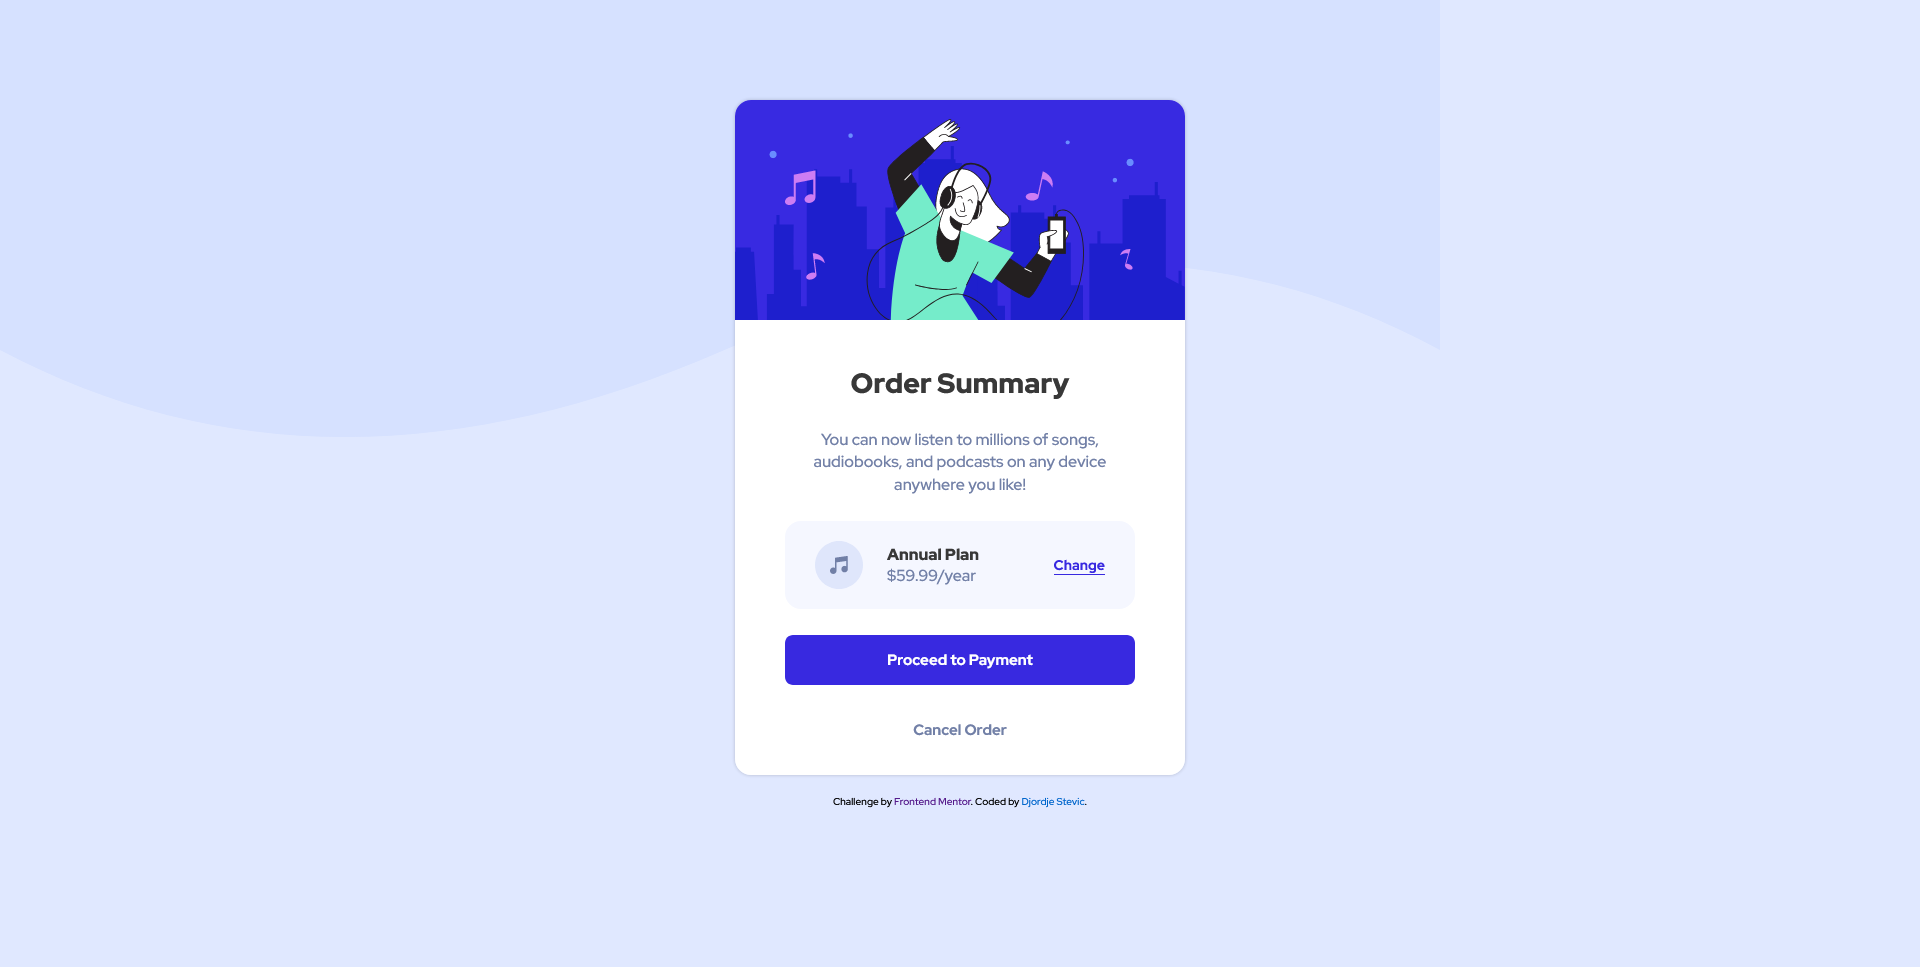 Order Summary
You can now listen to millions of songs,
audiobooks, and podcasts on any device
anywhere you like!
Annual Plan
$59.99/year
Change
Proceed to Payment
Cancel Order
Challenge by Frontend Mentor. Coded by Djordje Stevic.